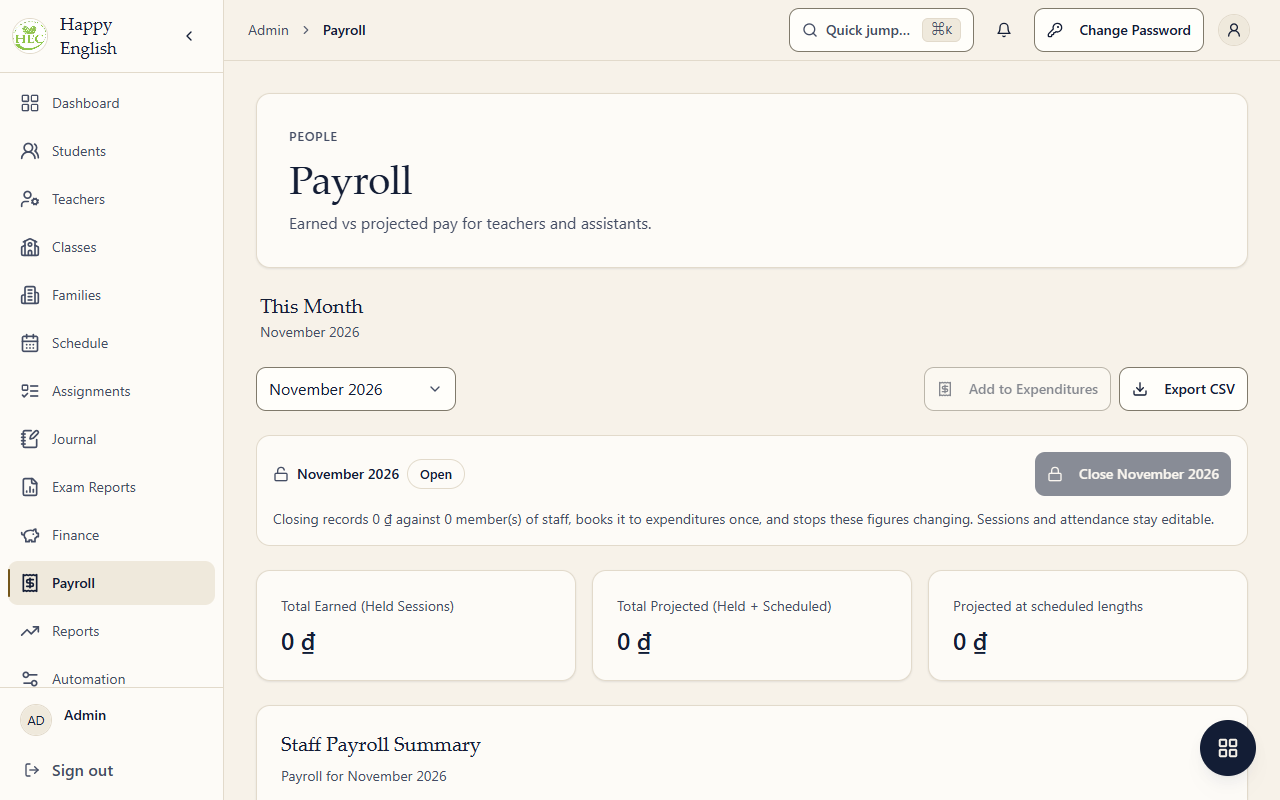 HEC
Happy English
Dashboard
Students
Teachers
Classes
Families
Schedule
Assignments
Journal
Exam Reports
Finance
Payroll
Reports
Automation
AD
Admin
Sign out
Admin > Payroll
Quick jump... ⌘K
Change Password
PEOPLE
Payroll
Earned vs projected pay for teachers and assistants.
This Month
November 2026
November 2026
Add to Expenditures
Export CSV
November 2026 Open
Close November 2026
Closing records 0 ₫ against 0 member(s) of staff, books it to expenditures once, and stops these figures changing. Sessions and attendance stay editable.
Total Earned (Held Sessions)
0 ₫
Total Projected (Held + Scheduled)
0 ₫
Projected at scheduled lengths
0 ₫
Staff Payroll Summary
Payroll for November 2026